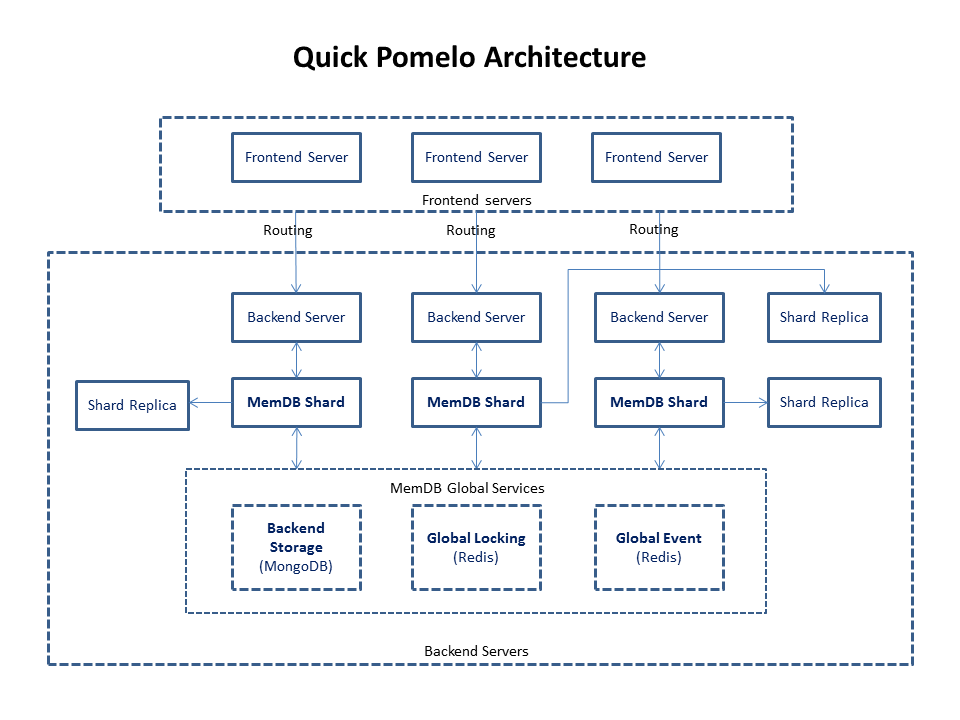 Quick Pomelo Architecture
Frontend Server
Frontend Server
Frontend Server
Frontend servers
Routing
Routing
Routing
Backend Server
Backend Server
Backend Server
Shard Replica
Shard Replica
MemDB Shard
MemDB Shard
MemDB Shard
Shard Replica
MemDB Global Services
Backend
Storage
(MongoDB)
Global Locking
(Redis)
Global Event
(Redis)
Backend Servers